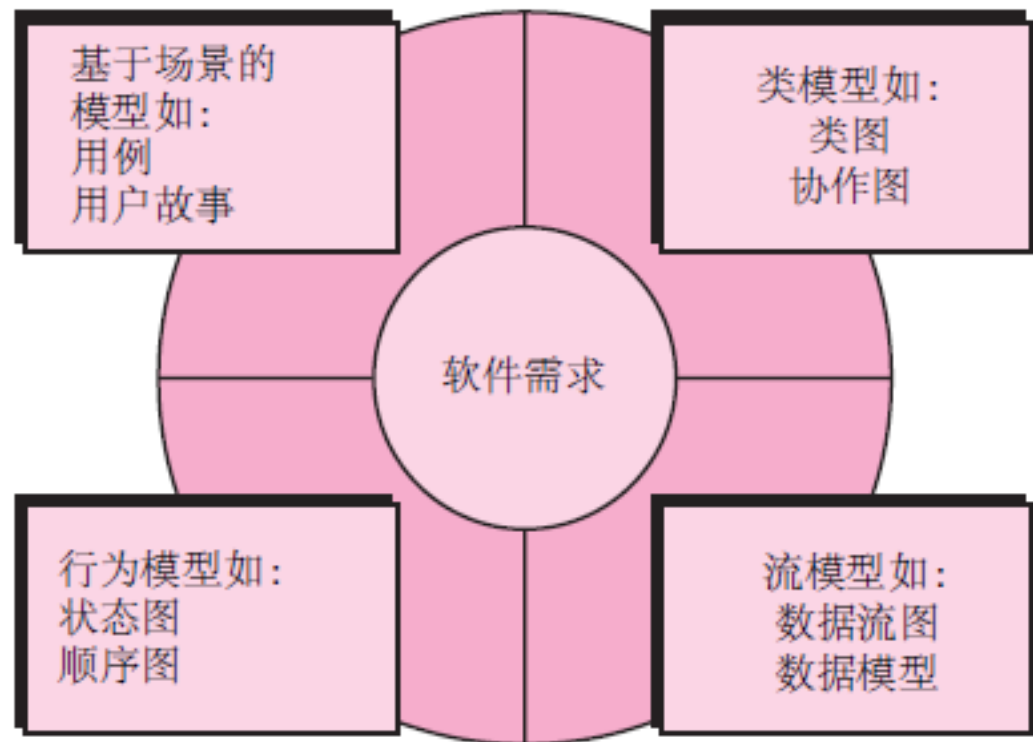 基于场景的
模型如:
用例
用户故事
类模型如:
类图
协作图
软件需求
行为模型如:
状态图
顺序图
流模型如:
数据流图
数据模型